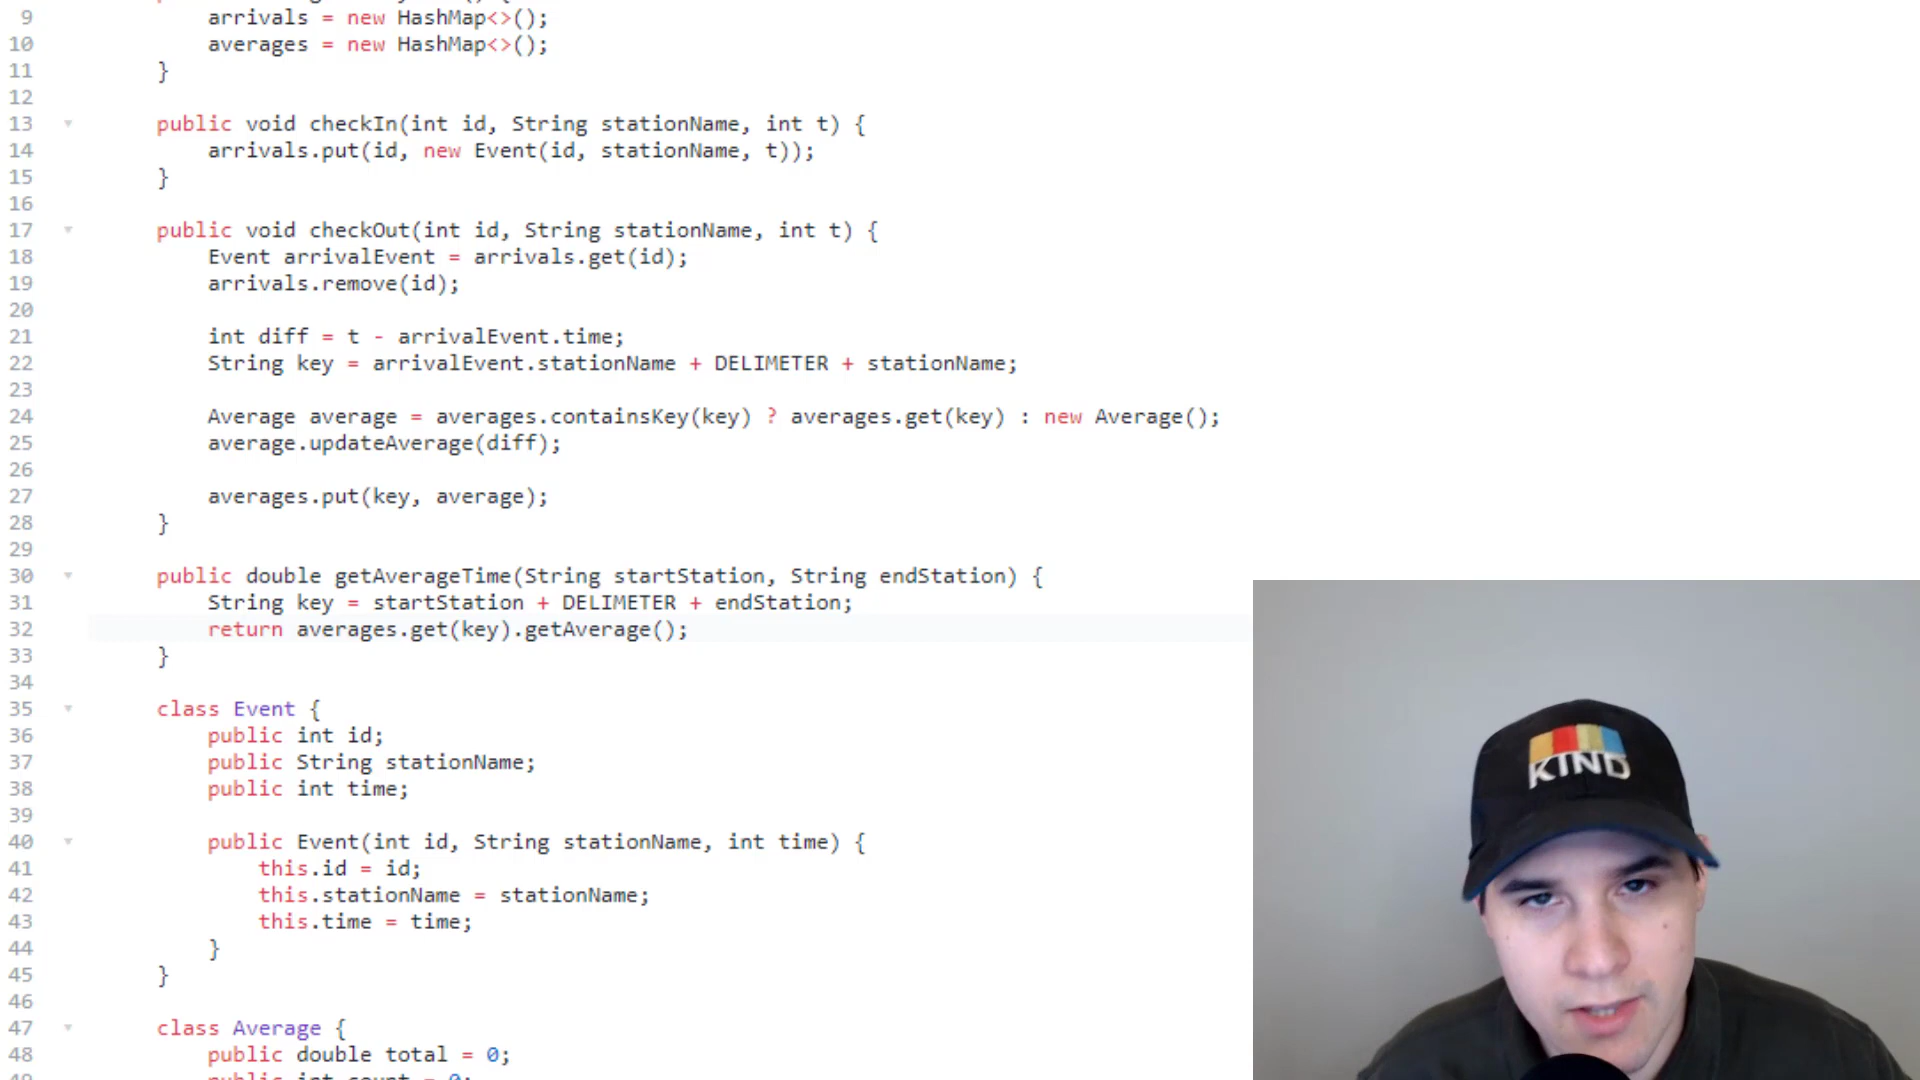 9 arrivals = new HashMap<>();
10 averages = new HashMap<>();
11 }
12
13 public void checkIn(int id, String stationName, int t) {
14 arrivals.put(id, new Event(id, stationName, t));
15 }
16
17 public void checkOut(int id, String stationName, int t) {
18 Event arrivalEvent = arrivals.get(id);
19 arrivals.remove(id);
20
21 int diff = t - arrivalEvent.time;
22 String key = arrivalEvent.stationName + DELIMETER + stationName;
23
24 Average average = averages.containsKey(key) ? averages.get(key) : new Average();
25 average.updateAverage(diff);
26
27 averages.put(key, average);
28 }
29
30 public double getAverageTime(String startStation, String endStation) {
31 String key = startStation + DELIMETER + endStation;
32 return averages.get(key).getAverage();
33 }
34
35 class Event {
36 public int id;
37 public String stationName;
38 public int time;
39
40 public Event(int id, String stationName, int time) {
41 this.id = id;
42 this.stationName = stationName;
43 this.time = time;
44 }
45 }
46
47 class Average {
48 public double total = 0;
49 public int count = 0;
KIND